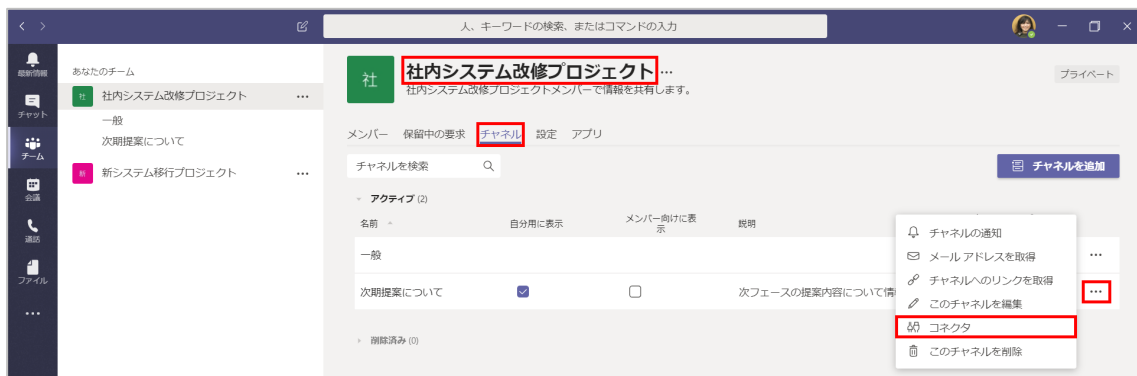 人、キーワードの検索、またはコマンドの入力
最新情報
チャット
チーム
会議
通話
ファイル
あなたのチーム
社 社内システム改修プロジェクト
一般
次期提案について
新 新システム移行プロジェクト
社
社内システム改修プロジェクト
プライベート
社内システム改修プロジェクトメンバーで情報を共有します。
メンバー 保留中の要求 チャネル 設定 アプリ
チャネルを検索
チャネルを追加
アクティブ (2)
名前 自分用に表示 メンバー向けに表示 説明
一般
次期提案について 次フェースの提案内容について情
削除済み (0)
チャネルの通知
メール アドレスを取得
チャネルへのリンクを取得
このチャネルを編集
コネクタ
このチャネルを削除